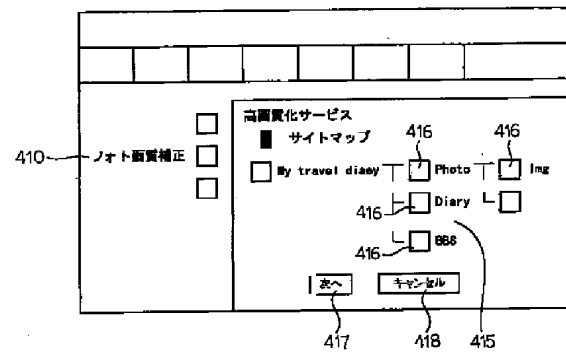 高画質化サービス
サイトマップ
416 416
410 フォト画質補正
My travel diary Photo Img
416 Diary
416 BBS
次へ キャンセル
417 418 415